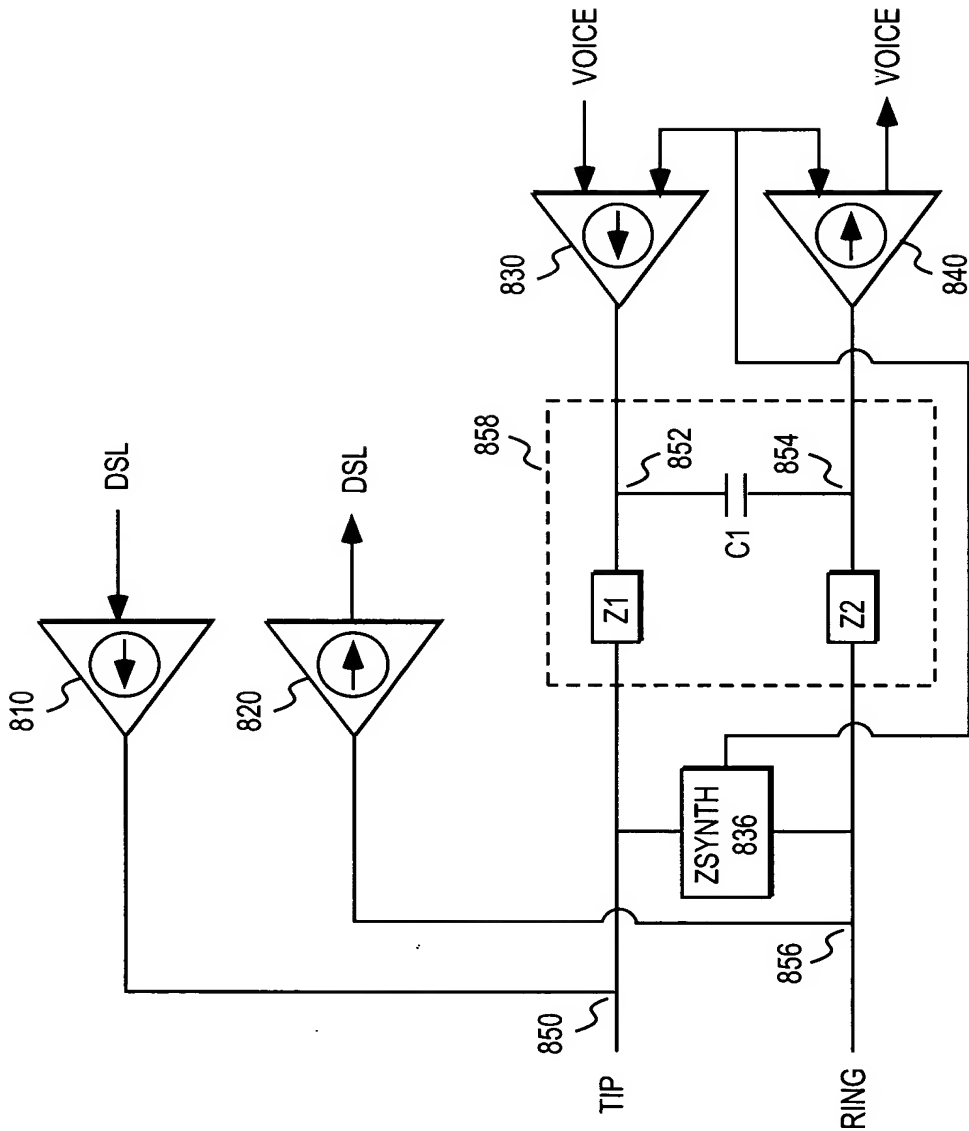 DSL
810
DSL
820
858
830
VOICE
850
TIP
Z1
852
ZSYNTH
836
C1
854
856
RING
Z2
840
VOICE